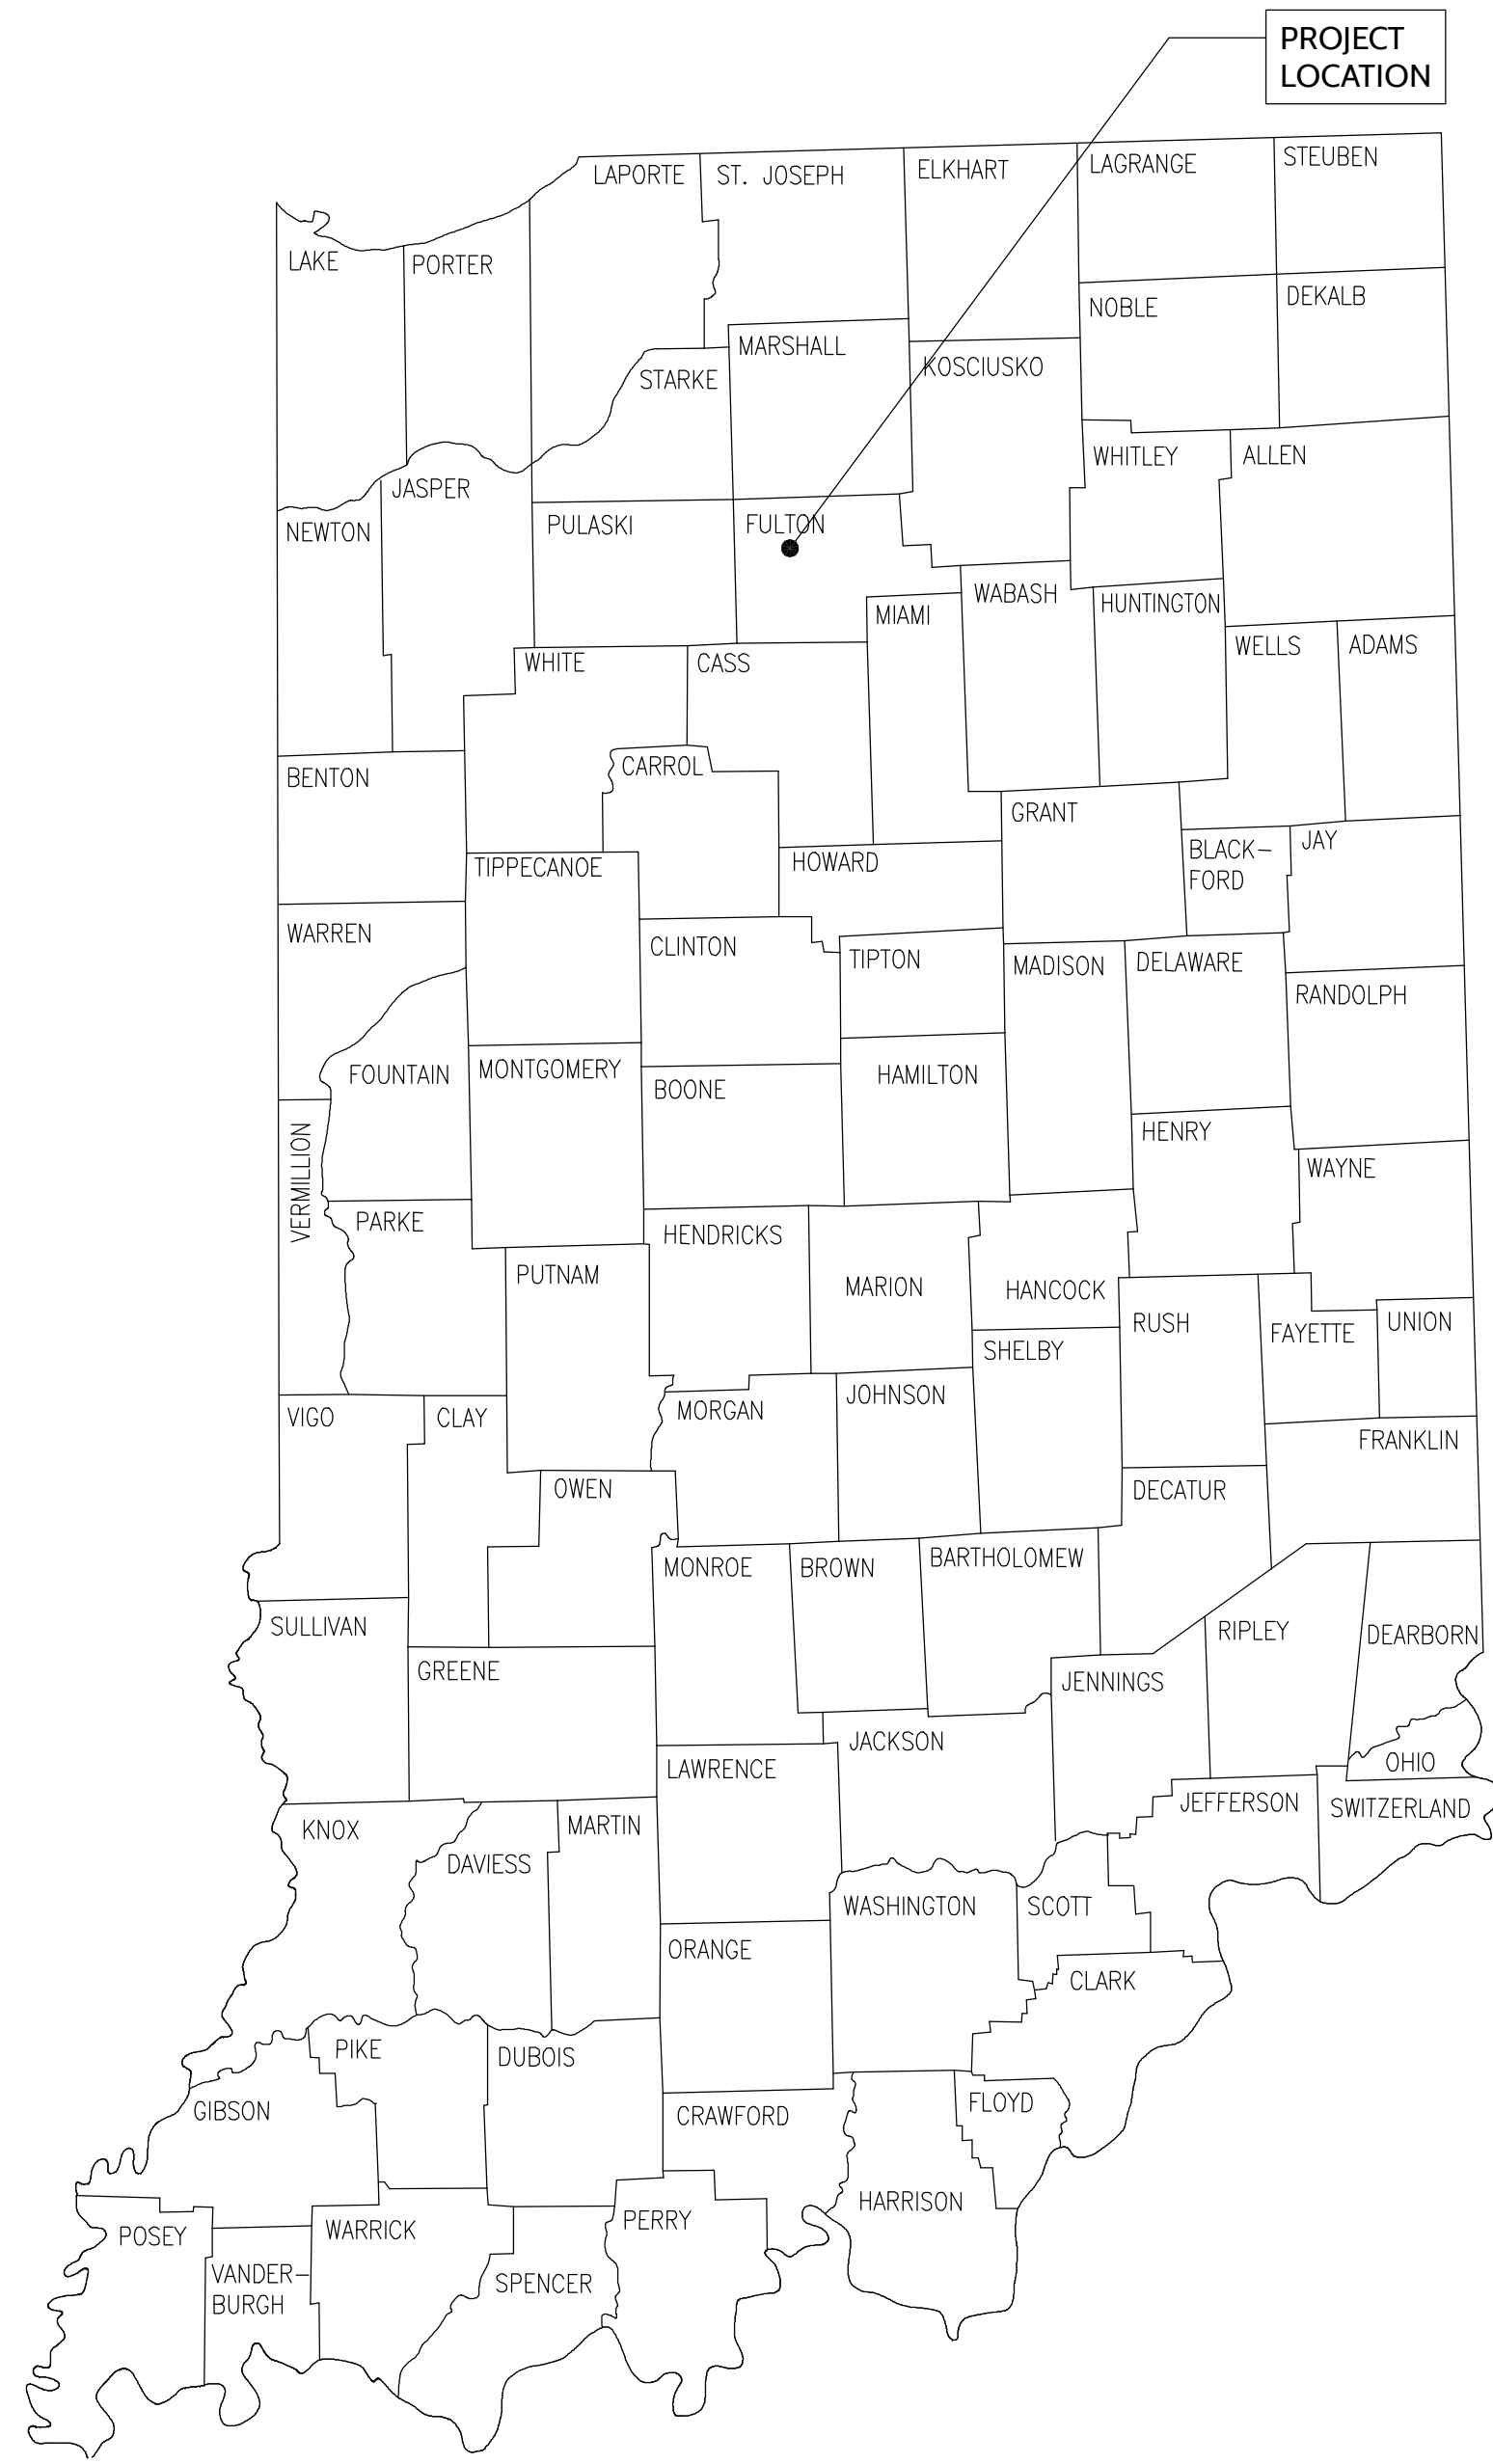 PROJECT
LOCATION
LAPORTE
ST. JOSEPH
ELKHART
LAGRANGE
STEUBEN
LAKE
PORTER
NOBLE
DEKALB
MARSHALL
KOSCIUSKO
STARKE
WHITLEY
ALLEN
JASPER
NEWTON
PULASKI
FULTON
WABASH
HUNTINGTON
MIAMI
WELLS
ADAMS
WHITE
CASS
CARROL
BENTON
GRANT
JAY
BLACK-
FORD
HOWARD
TIPPECANOE
WARREN
CLINTON
TIPTON
MADISON
DELAWARE
RANDOLPH
FOUNTAIN
MONTGOMERY
HAMILTON
BOONE
HENRY
WAYNE
VERMILLION
PARKE
HENDRICKS
PUTNAM
MARION
HANCOCK
RUSH
FAYETTE
UNION
SHELBY
JOHNSON
MORGAN
VIGO
CLAY
FRANKLIN
OWEN
DECATUR
MONROE
BROWN
BARTHOLOMEW
SULLIVAN
RIPLEY
DEARBORN
GREENE
JENNINGS
JACKSON
LAWRENCE
OHIO
JEFFERSON
SWITZERLAND
KNOX
MARTIN
DAVIESS
WASHINGTON
SCOTT
ORANGE
CLARK
PIKE
DUBOIS
GIBSON
CRAWFORD
FLOYD
HARRISON
PERRY
WARRICK
POSEY
VANDER-
BURGH
SPENCER